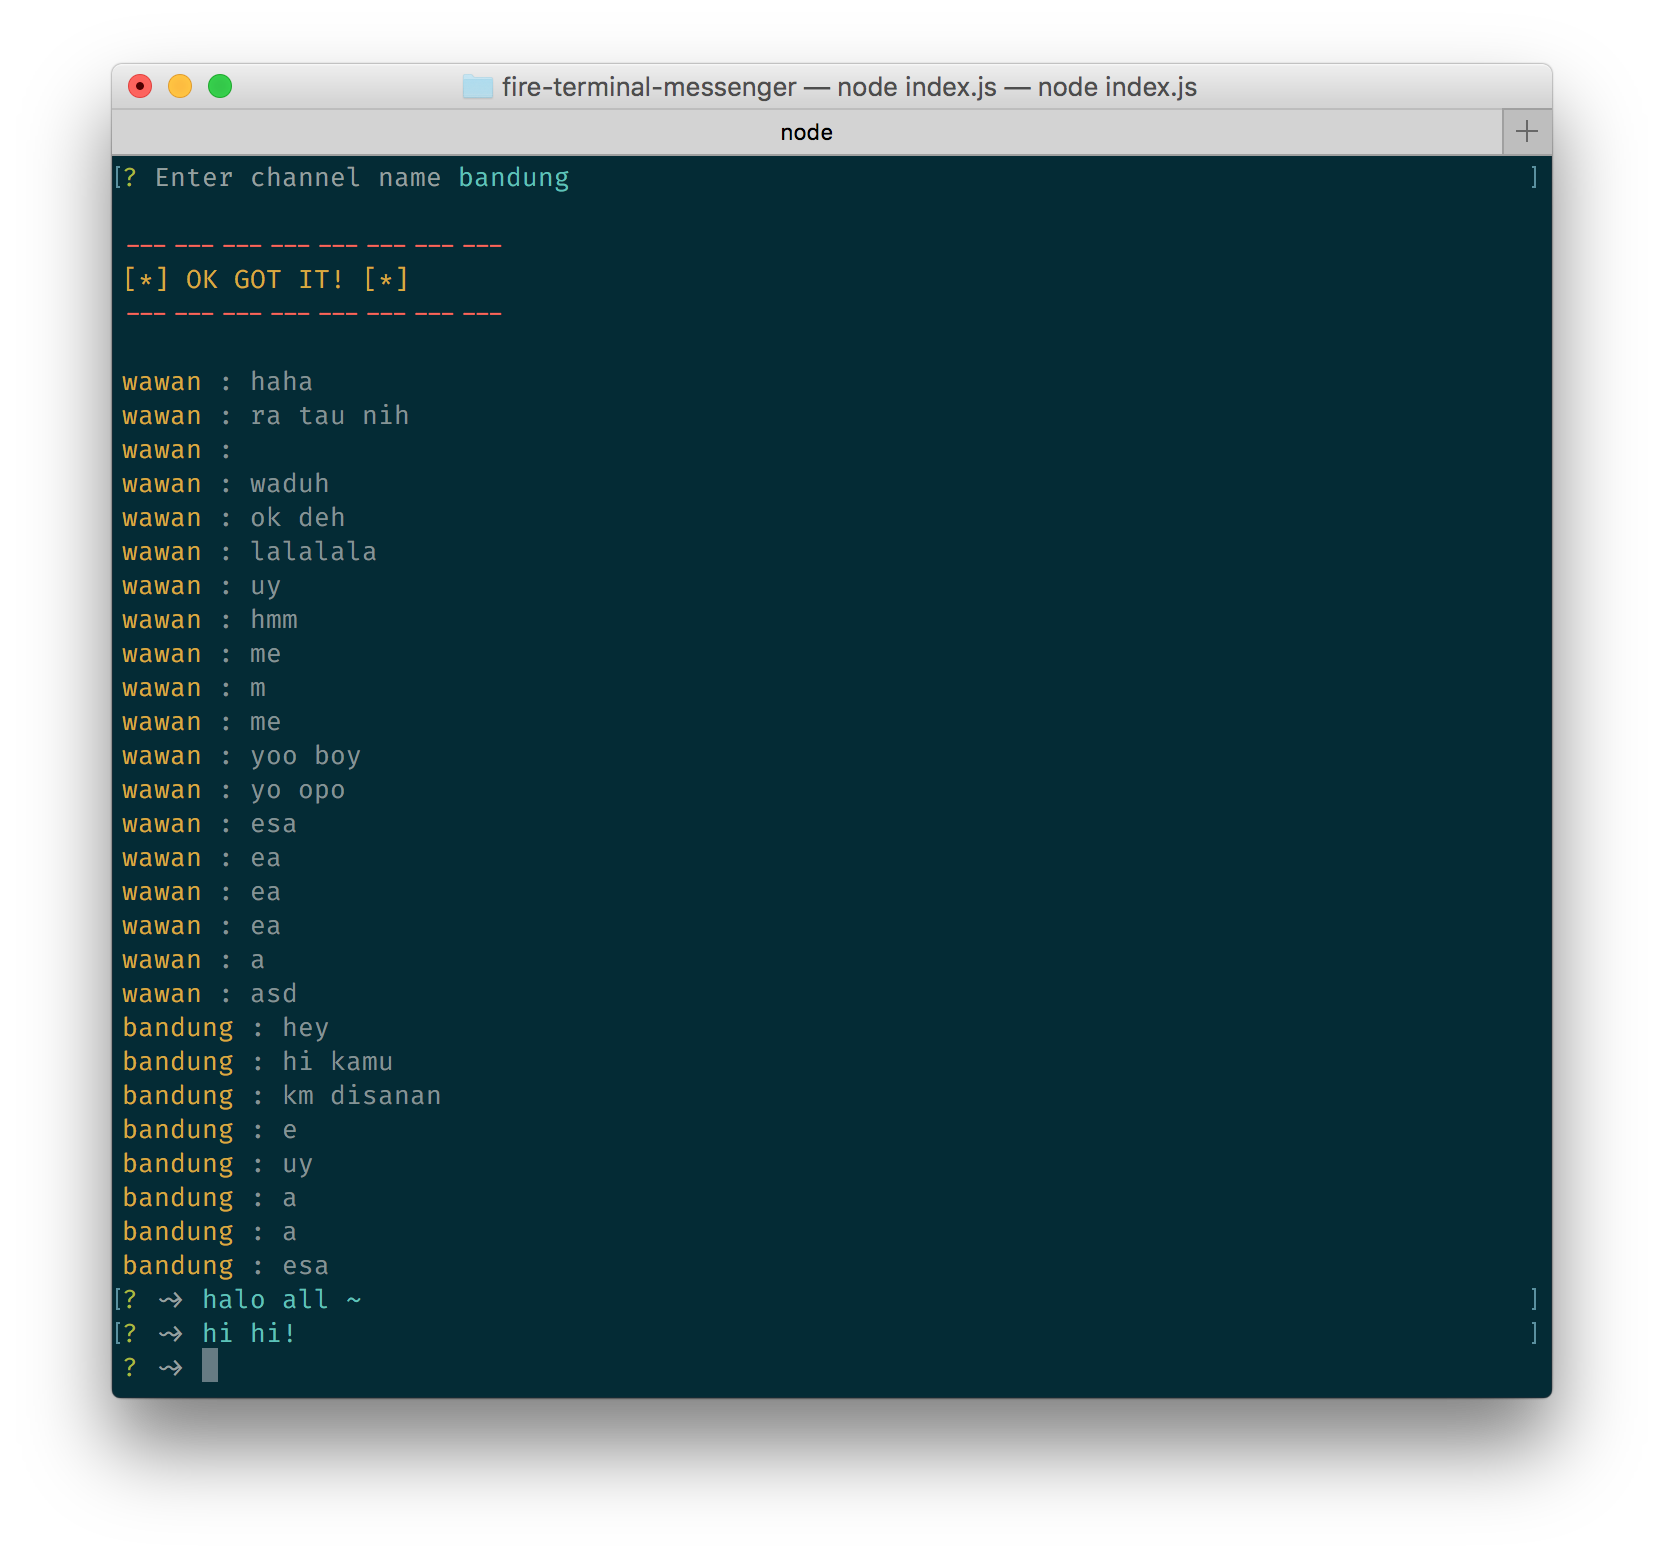 fire-terminal-messenger — node index.js — node index.js
node
[? Enter channel name bandung ]
--- --- --- --- --- --- --- ---
[*] OK GOT IT! [*]
--- --- --- --- --- --- --- ---
wawan : haha
wawan : ra tau nih
wawan :
wawan : waduh
wawan : ok deh
wawan : lalalala
wawan : uy
wawan : hmm
wawan : me
wawan : m
wawan : me
wawan : yoo boy
wawan : yo opo
wawan : esa
wawan : ea
wawan : ea
wawan : ea
wawan : a
wawan : asd
bandung : hey
bandung : hi kamu
bandung : km disanan
bandung : e
bandung : uy
bandung : a
bandung : a
bandung : esa
[? ⤳ halo all ~ ]
[? ⤳ hi hi! ]
? ⤳